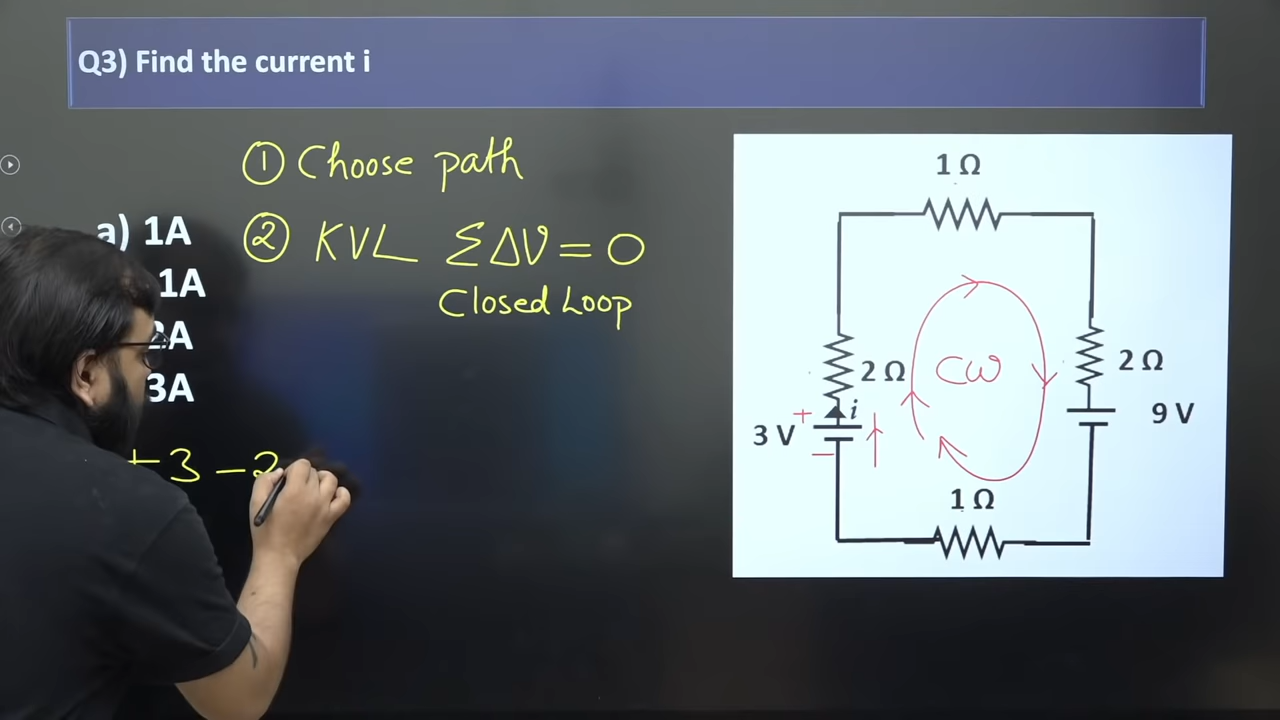 Q3) Find the current i
① Choose path
a) 1A
② KVL ΣΔV = 0
1A
Closed Loop
2A
3A
+3 -2
1 Ω
2 Ω
CW
2 Ω
i
3 V
+
-
9 V
1 Ω